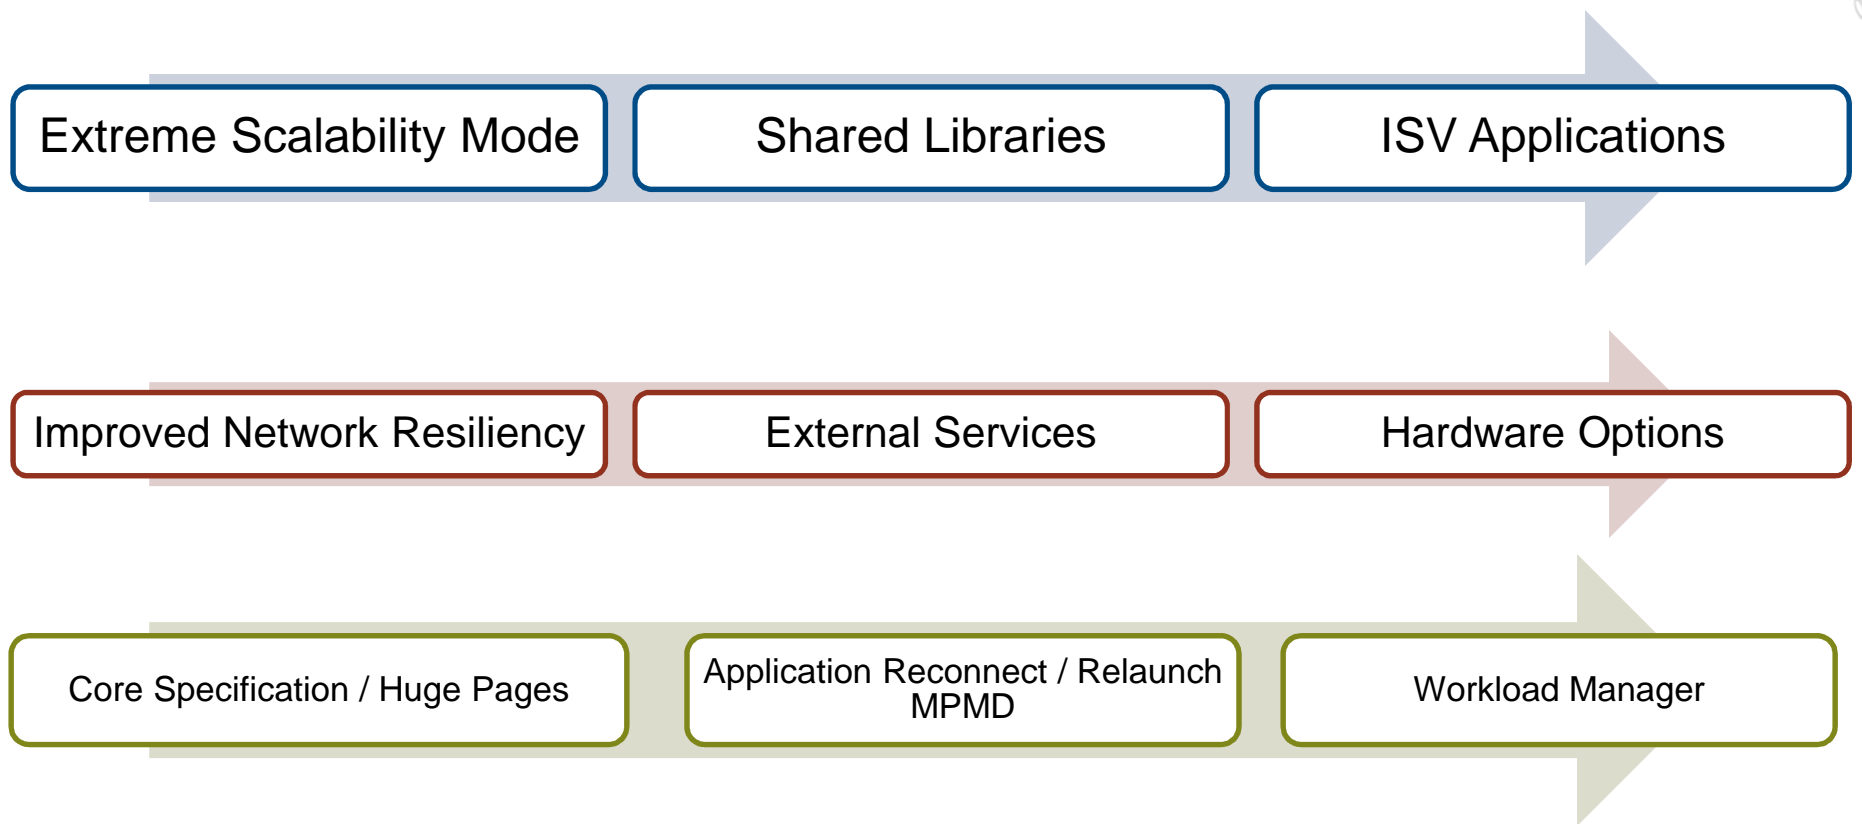 Extreme Scalability Mode
Shared Libraries
ISV Applications
Improved Network Resiliency
External Services
Hardware Options
Core Specification / Huge Pages
Application Reconnect / Relaunch
MPMD
Workload Manager